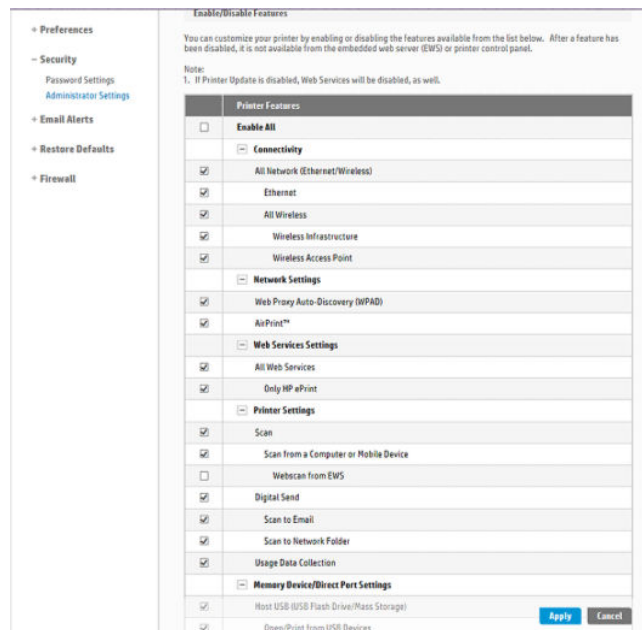 Enable/Disable Features
+ Preferences
You can customize your printer by enabling or disabling the features available from the list below. After a feature has
been disabled, it is not available from the embedded web server (EWS) or printer control panel.
− Security
Password Settings
Administrator Settings
Note:
1. If Printer Update is disabled, Web Services will be disabled, as well.
+ Email Alerts
+ Restore Defaults
+ Firewall
Printer Features
Enable All
Connectivity
All Network (Ethernet/Wireless)
Ethernet
All Wireless
Wireless Infrastructure
Wireless Access Point
Network Settings
Web Proxy Auto-Discovery (WPAD)
AirPrint™
Web Services Settings
All Web Services
Only HP ePrint
Printer Settings
Scan
Scan from a Computer or Mobile Device
Webscan from EWS
Digital Send
Scan to Email
Scan to Network Folder
Usage Data Collection
Memory Device/Direct Port Settings
Host USB (USB Flash Drive/Mass Storage)
Open/Print from USB Devices
Apply
Cancel